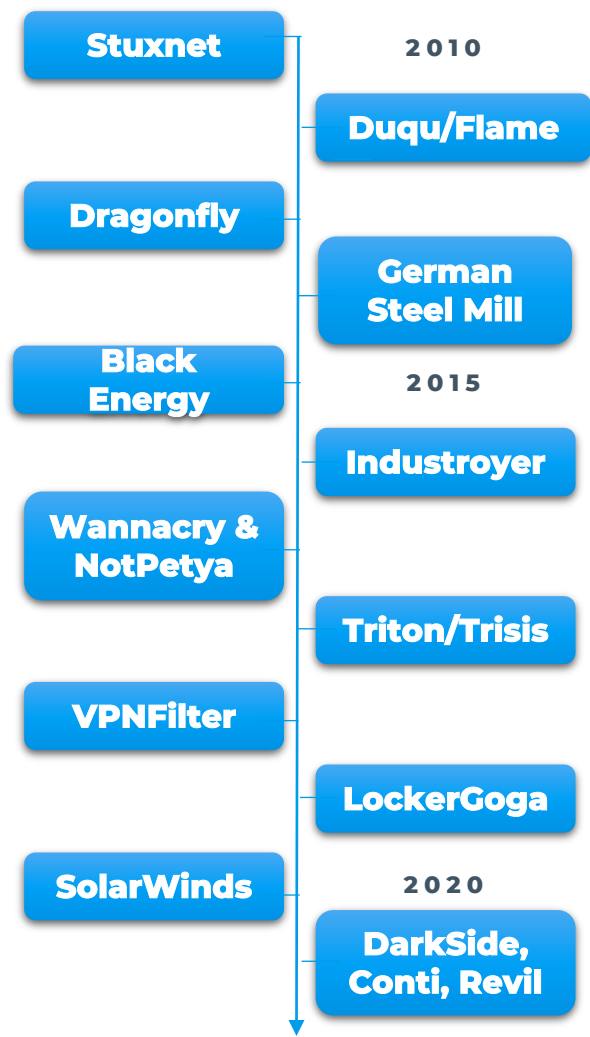 Stuxnet
2010
Duqu/Flame
Dragonfly
German
Steel Mill
Black
Energy
2015
Industroyer
Wannacry &
NotPetya
Triton/Trisis
VPNFilter
LockerGoga
SolarWinds
2020
DarkSide,
Conti, Revil